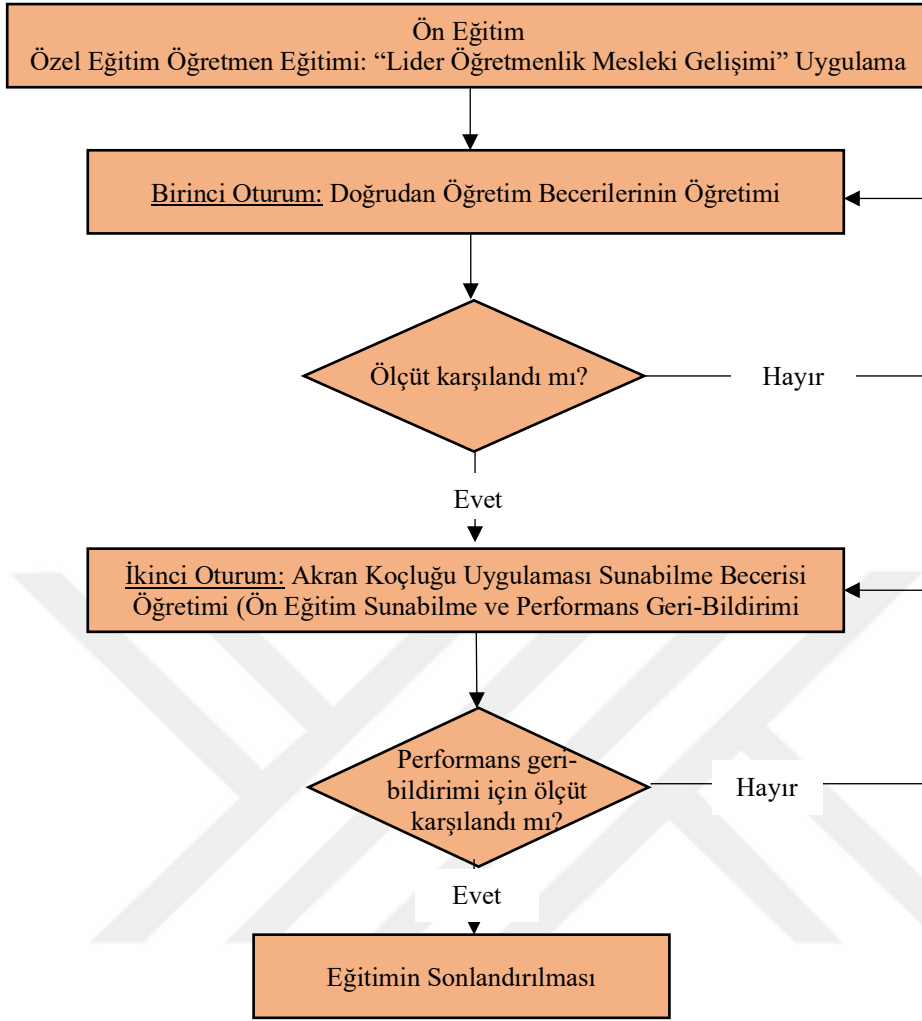 Ön Eğitim
Özel Eğitim Öğretmen Eğitimi: “Lider Öğretmenlik Mesleki Gelişimi” Uygulama
Birinci Oturum: Doğrudan Öğretim Becerilerinin Öğretimi
Ölçüt karşılandı mı?
Hayır
Evet
İkinci Oturum: Akran Koçluğu Uygulaması Sunabilme Becerisi
Öğretimi (Ön Eğitim Sunabilme ve Performans Geri-Bildirimi
Performans geri-
bildirimi için ölçüt
karşılandı mı?
Hayır
Evet
Eğitimin Sonlandırılması